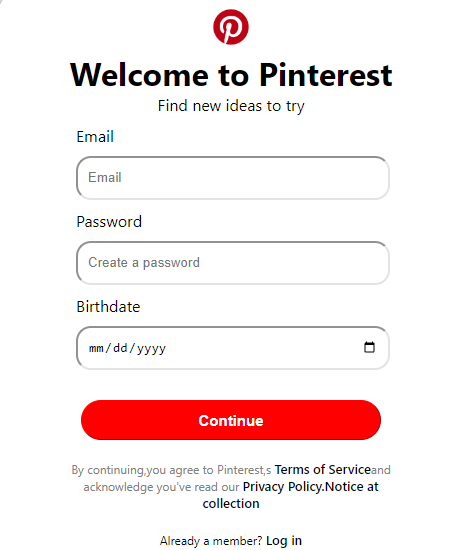 Welcome to Pinterest
Find new ideas to try
Email
Email
Password
Create a password
Birthdate
mm/dd/yyyy
Continue
By continuing,you agree to Pinterest,s Terms of Serviceand
acknowledge you've read our Privacy Policy.Notice at
collection
Already a member? Log in